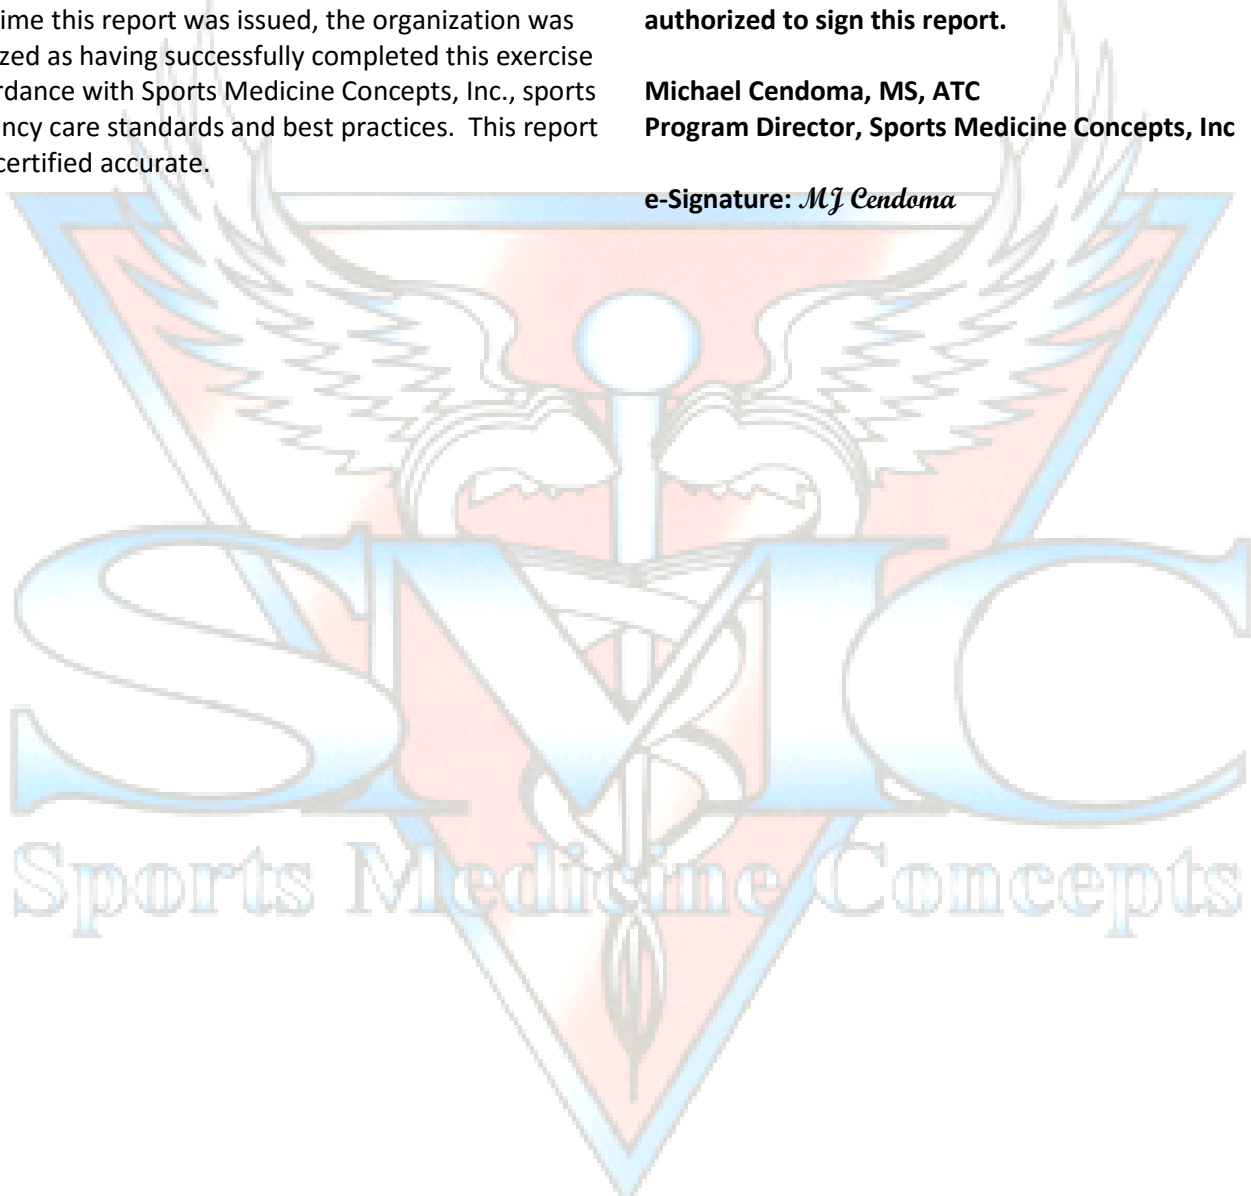 ime this report was issued, the organization was
zed as having successfully completed this exercise
rdance with Sports Medicine Concepts, Inc., sports
ncy care standards and best practices.  This report
certified accurate.
authorized to sign this report.
Michael Cendoma, MS, ATC
Program Director, Sports Medicine Concepts, Inc
e-Signature: MJ Cendoma
SMC
Sports Medicine Concepts